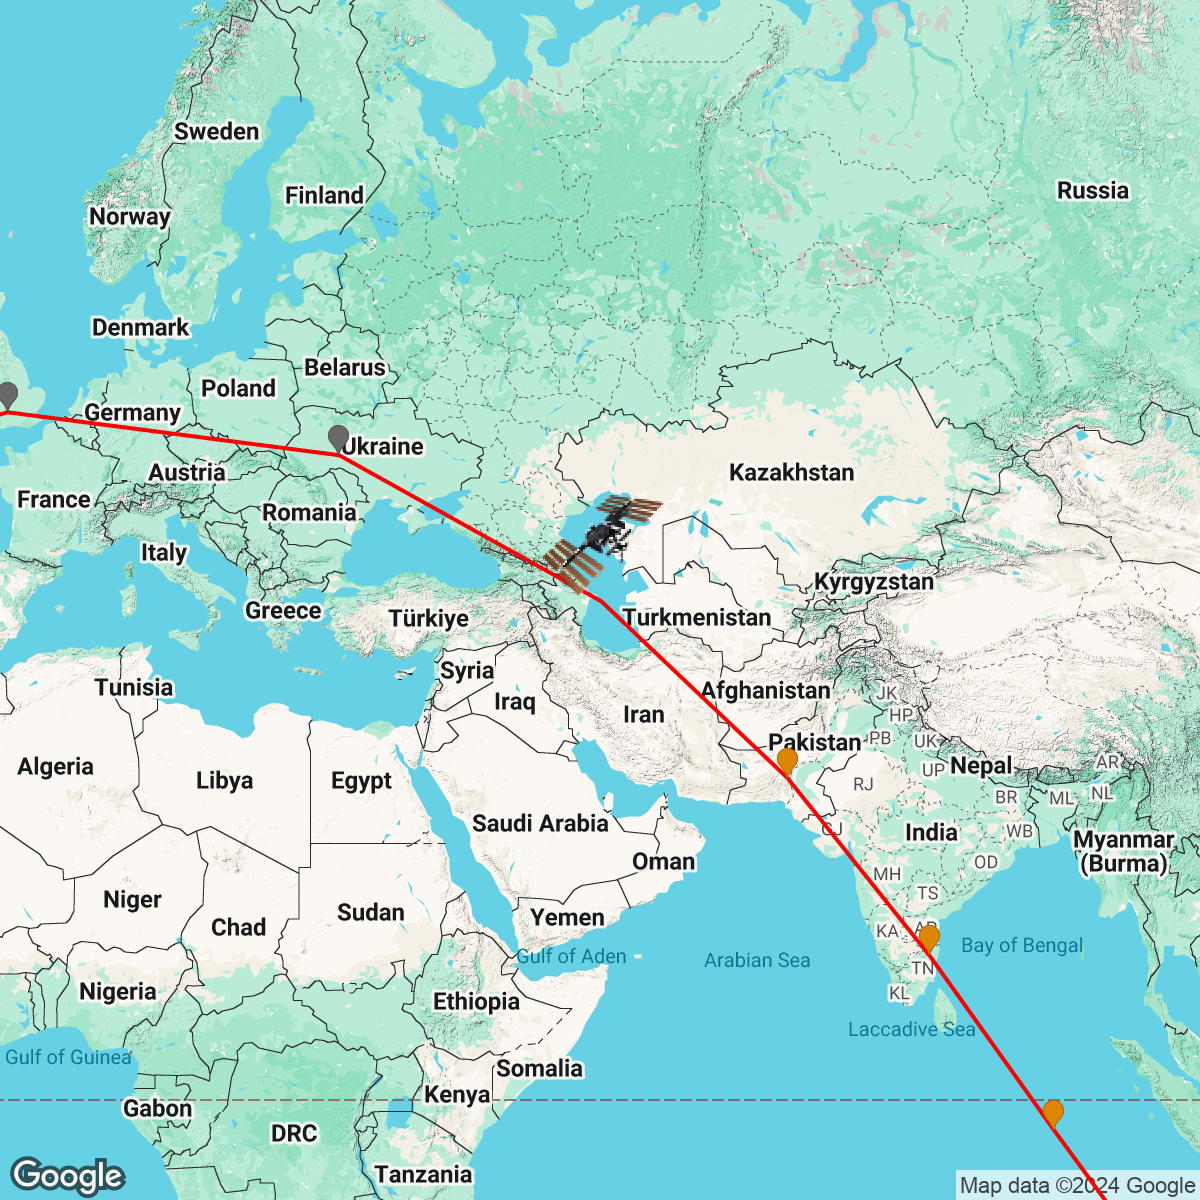 Sweden
Russia
Finland
Norway
Denmark
Belarus
Poland
Germany
Ukraine
Austria
Kazakhstan
France
Romania
Italy
Kyrgyzstan
Greece
Türkiye
Turkmenistan
Syria
Tunisia
Afghanistan
JK
Iraq
Iran
HP
PB
UK
Pakistan
Algeria
Libya
Egypt
UP
Nepal
AR
RJ
BR
ML
NL
Saudi Arabia
GJ
India
WB
Myanmar
(Burma)
Oman
OD
MH
Niger
Chad
Sudan
Yemen
TS
KA
AP
Gulf of Aden
Arabian Sea
Bay of Bengal
TN
Nigeria
Ethiopia
KL
Laccadive Sea
Gulf of Guinea
Somalia
Kenya
Gabon
DRC
Tanzania
Google
Map data ©2024 Google